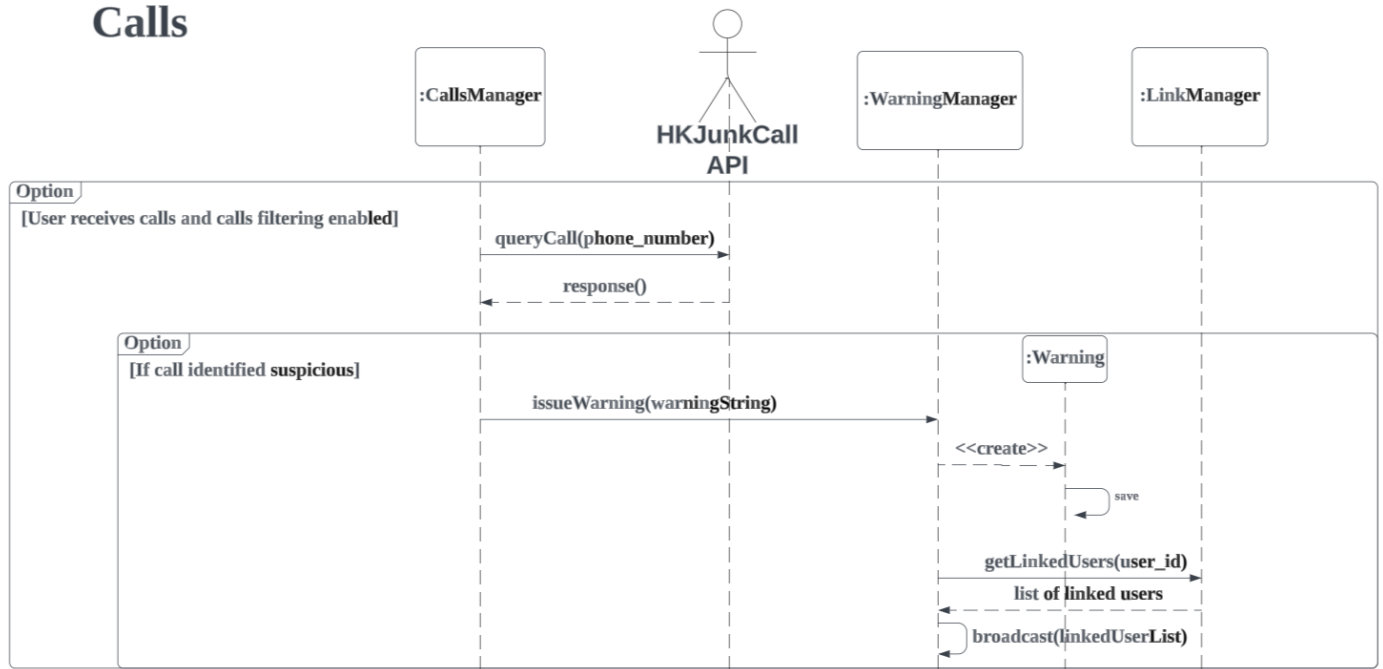 Calls
:CallsManager
HKJunkCall
API
:WarningManager
:LinkManager
Option
[User receives calls and calls filtering enabled]
queryCall(phone_number)
response()
Option
[If call identified suspicious]
:Warning
issueWarning(warningString)
<<create>>
save
getLinkedUsers(user_id)
list of linked users
broadcast(linkedUserList)